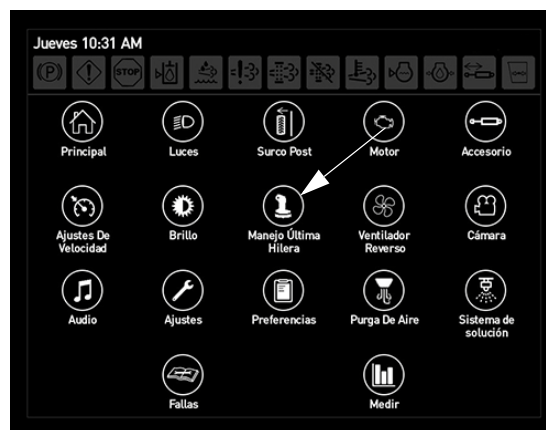 Jueves 10:31 AM
(P) STOP
Principal Luces Surco Post Motor Accesorio
Ajustes De Velocidad Brillo Manejo Última Hilera Ventilador Reverso Cámara
Audio Ajustes Preferencias Purga De Aire Sistema de solución
Fallas Medir